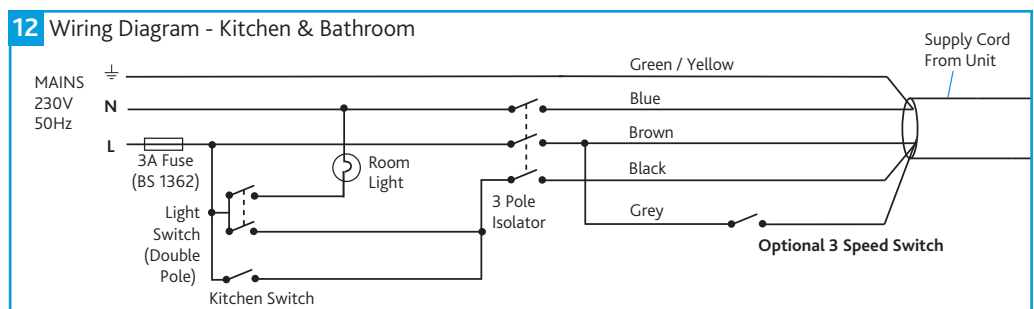 12 Wiring Diagram - Kitchen & Bathroom
Supply Cord
From Unit
MAINS
230V
50Hz
N
L
3A Fuse
(BS 1362)
Light
Switch
(Double
Pole)
Kitchen Switch
Room
Light
3 Pole
Isolator
Green / Yellow
Blue
Brown
Black
Grey
Optional 3 Speed Switch